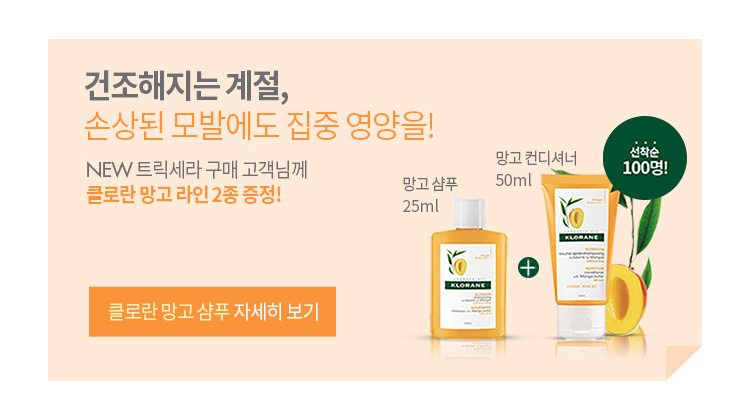 건조해지는 계절,
손상된 모발에도 집중 영양을!
NEW 트릭세라 구매 고객님께
클로란 망고 라인 2종 증정!
클로란 망고 샴푸 자세히 보기
망고 샴푸
25ml
망고 컨디셔너
50ml
선착순
100명!
KLORANE
KLORANE